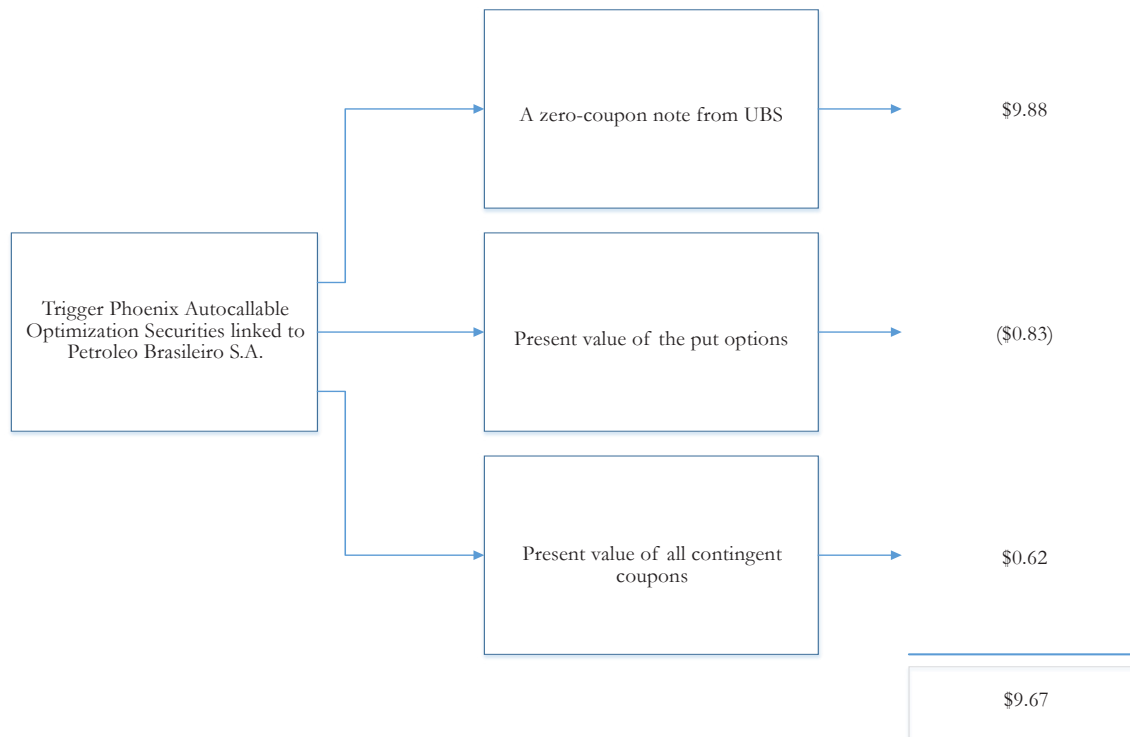 A zero-coupon note from UBS
$9.88
Trigger Phoenix Autocallable
Optimization Securities linked to
Petroleo Brasileiro S.A.
Present value of the put options
($0.83)
Present value of all contingent
coupons
$0.62
$9.67